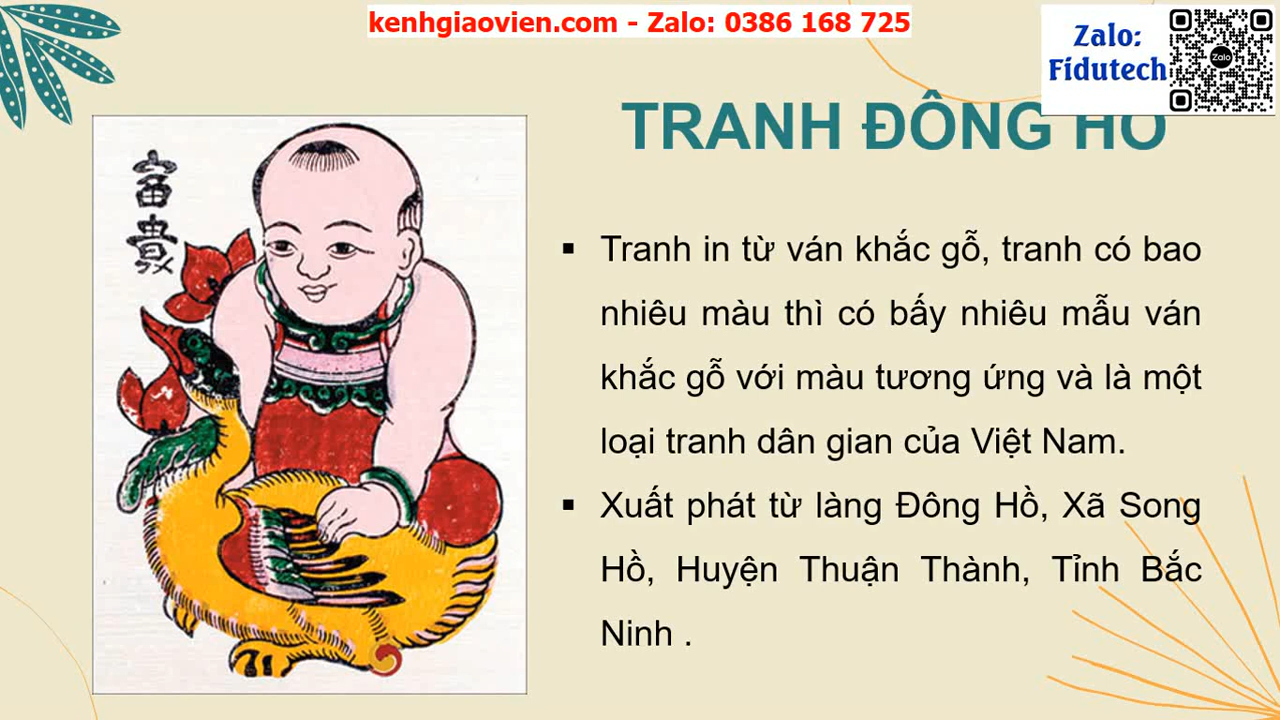 kenhgiaovien.com - Zalo: 0386 168 725
Zalo:
Fidutech
Zalo
TRANH ĐÔNG HỒ
富
貴
▪ Tranh in từ ván khắc gỗ, tranh có bao
nhiêu màu thì có bấy nhiêu mẫu ván
khắc gỗ với màu tương ứng và là một
loại tranh dân gian của Việt Nam.
▪ Xuất phát từ làng Đông Hồ, Xã Song
Hồ, Huyện Thuận Thành, Tỉnh Bắc
Ninh .